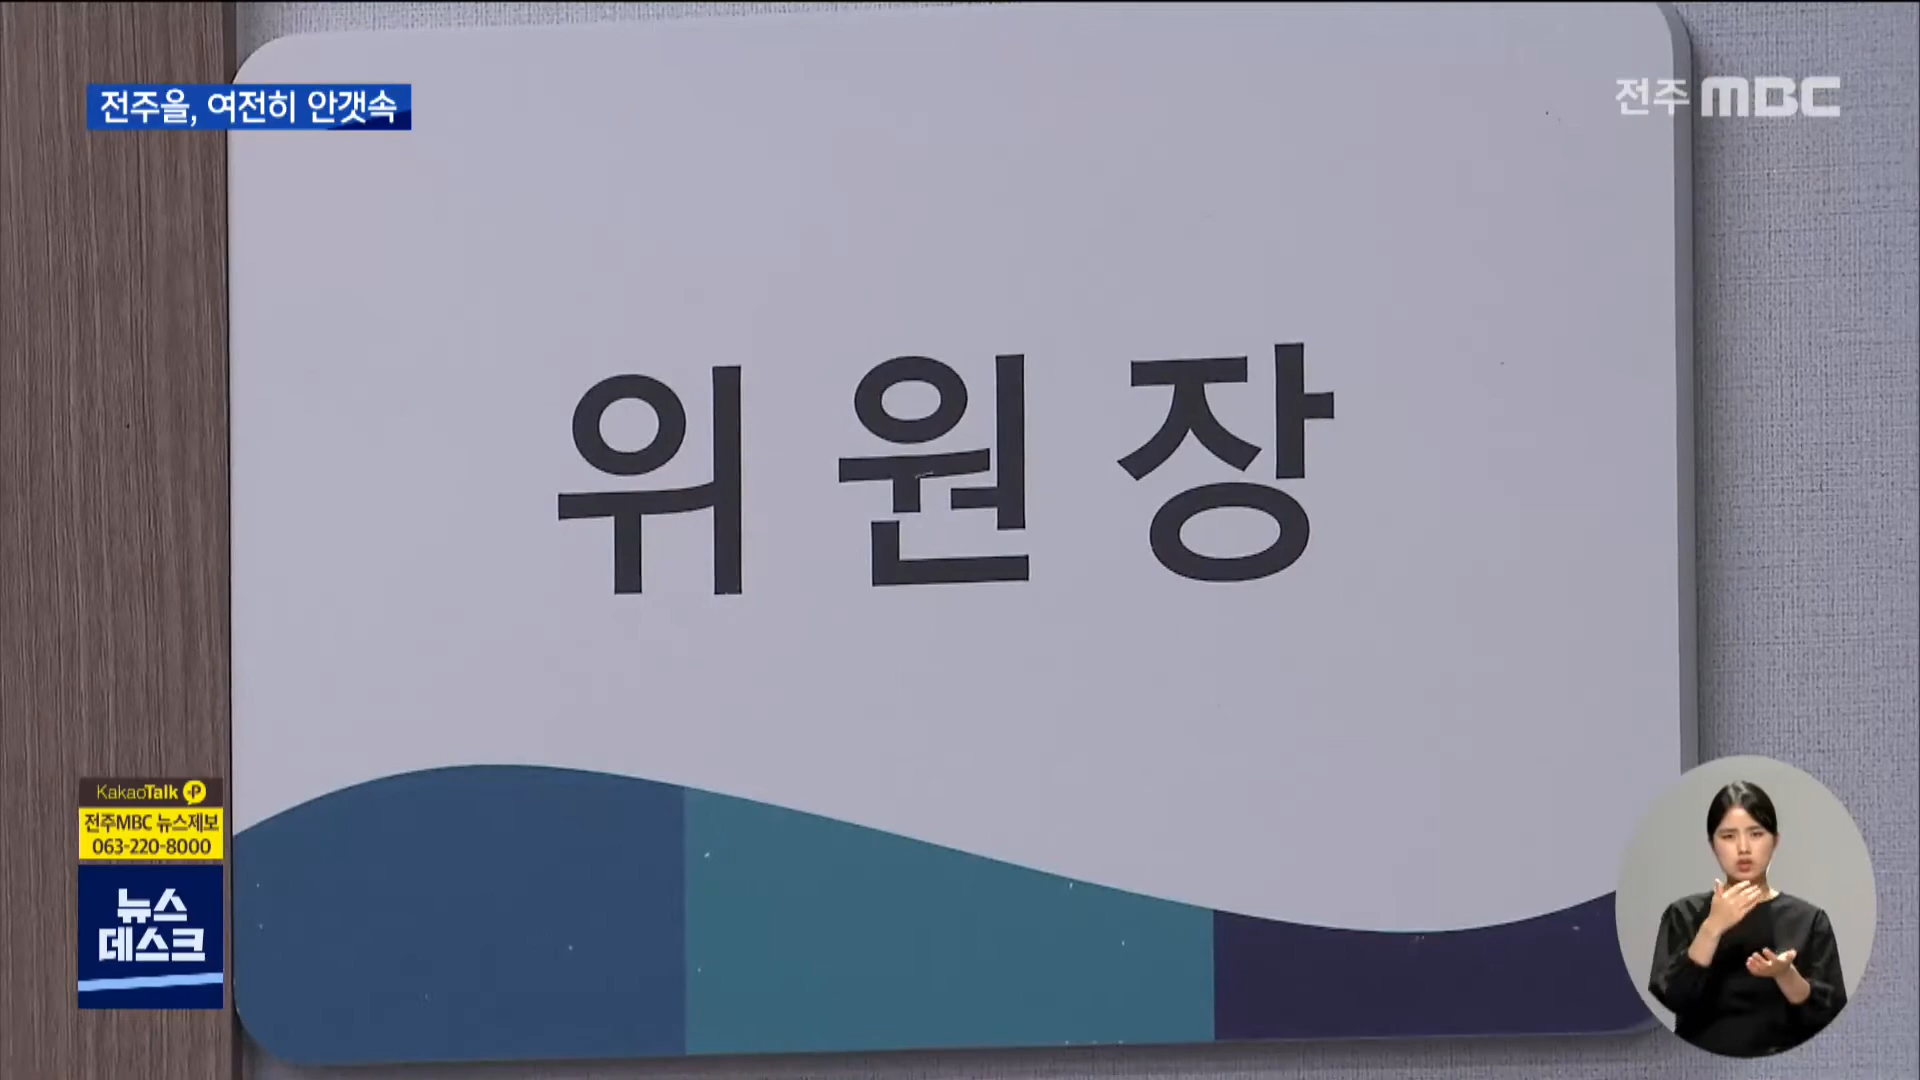 전주을, 여전히 안갯속
전주 MBC
위원장
KakaoTalk P
전주MBC 뉴스제보
063-220-8000
뉴스
데스크